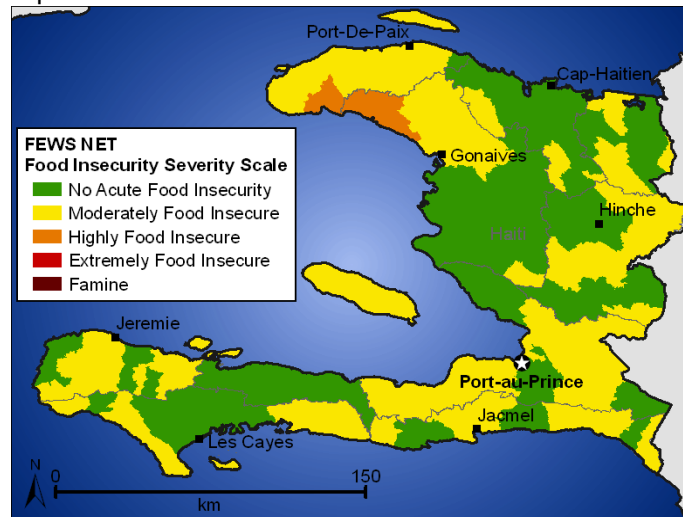 Port-De-Paix
Cap-Haitien
FEWS NET
Food Insecurity Severity Scale
No Acute Food Insecurity
Moderately Food Insecure
Highly Food Insecure
Extremely Food Insecure
Famine
Gonaives
Hinche
Haiti
Jeremie
Port-au-Prince
Jacmel
Les Cayes
N
0
150
km